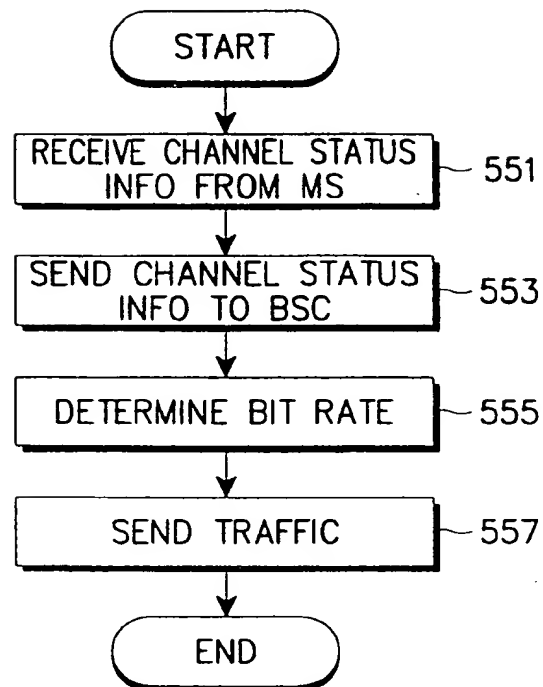 START
RECEIVE CHANNEL STATUS
INFO FROM MS
551
SEND CHANNEL STATUS
INFO TO BSC
553
DETERMINE BIT RATE
555
SEND TRAFFIC
557
END